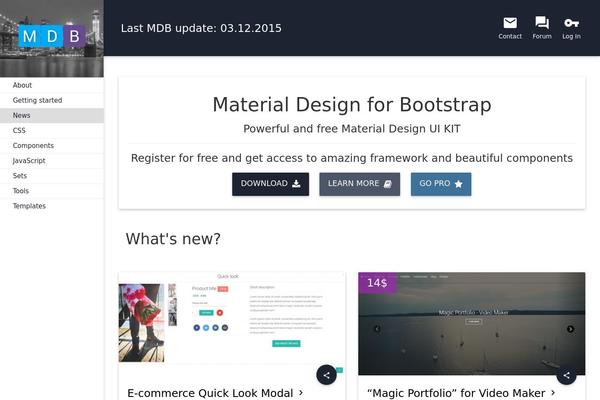 MDB
Last MDB update: 03.12.2015
Contact
Forum
Log In
About
Getting started
News
CSS
Components
JavaScript
Sets
Tools
Templates
Material Design for Bootstrap
Powerful and free Material Design UI KIT
Register for free and get access to amazing framework and beautiful components
DOWNLOAD
LEARN MORE
GO PRO
What's new?
Quick look
Product title
Short description
14$
Magic Portfolio - Video Maker
E-commerce Quick Look Modal
“Magic Portfolio” for Video Maker